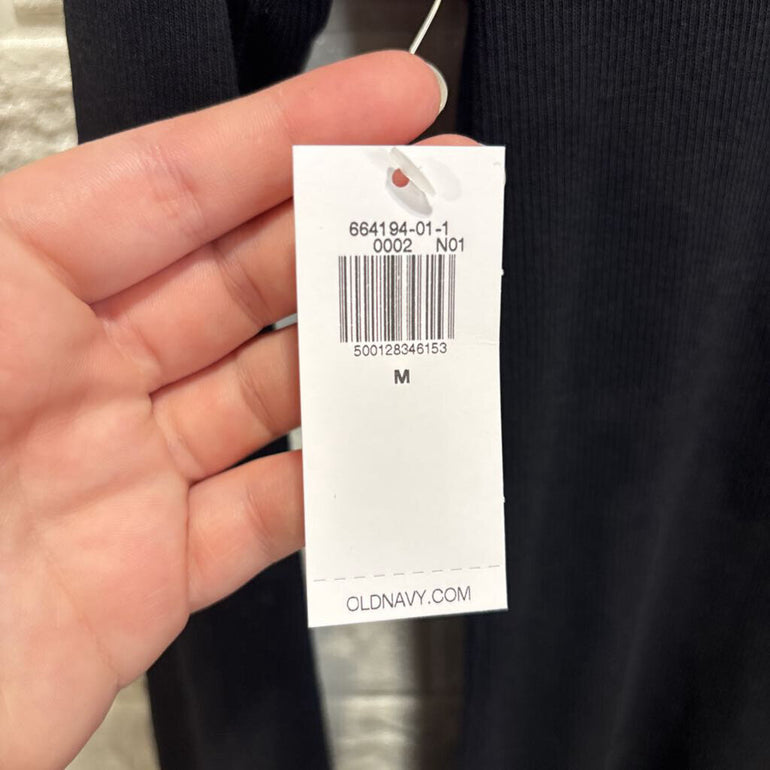 664194-01-1
0002 N01
500128346153
M
OLDNAVY.COM